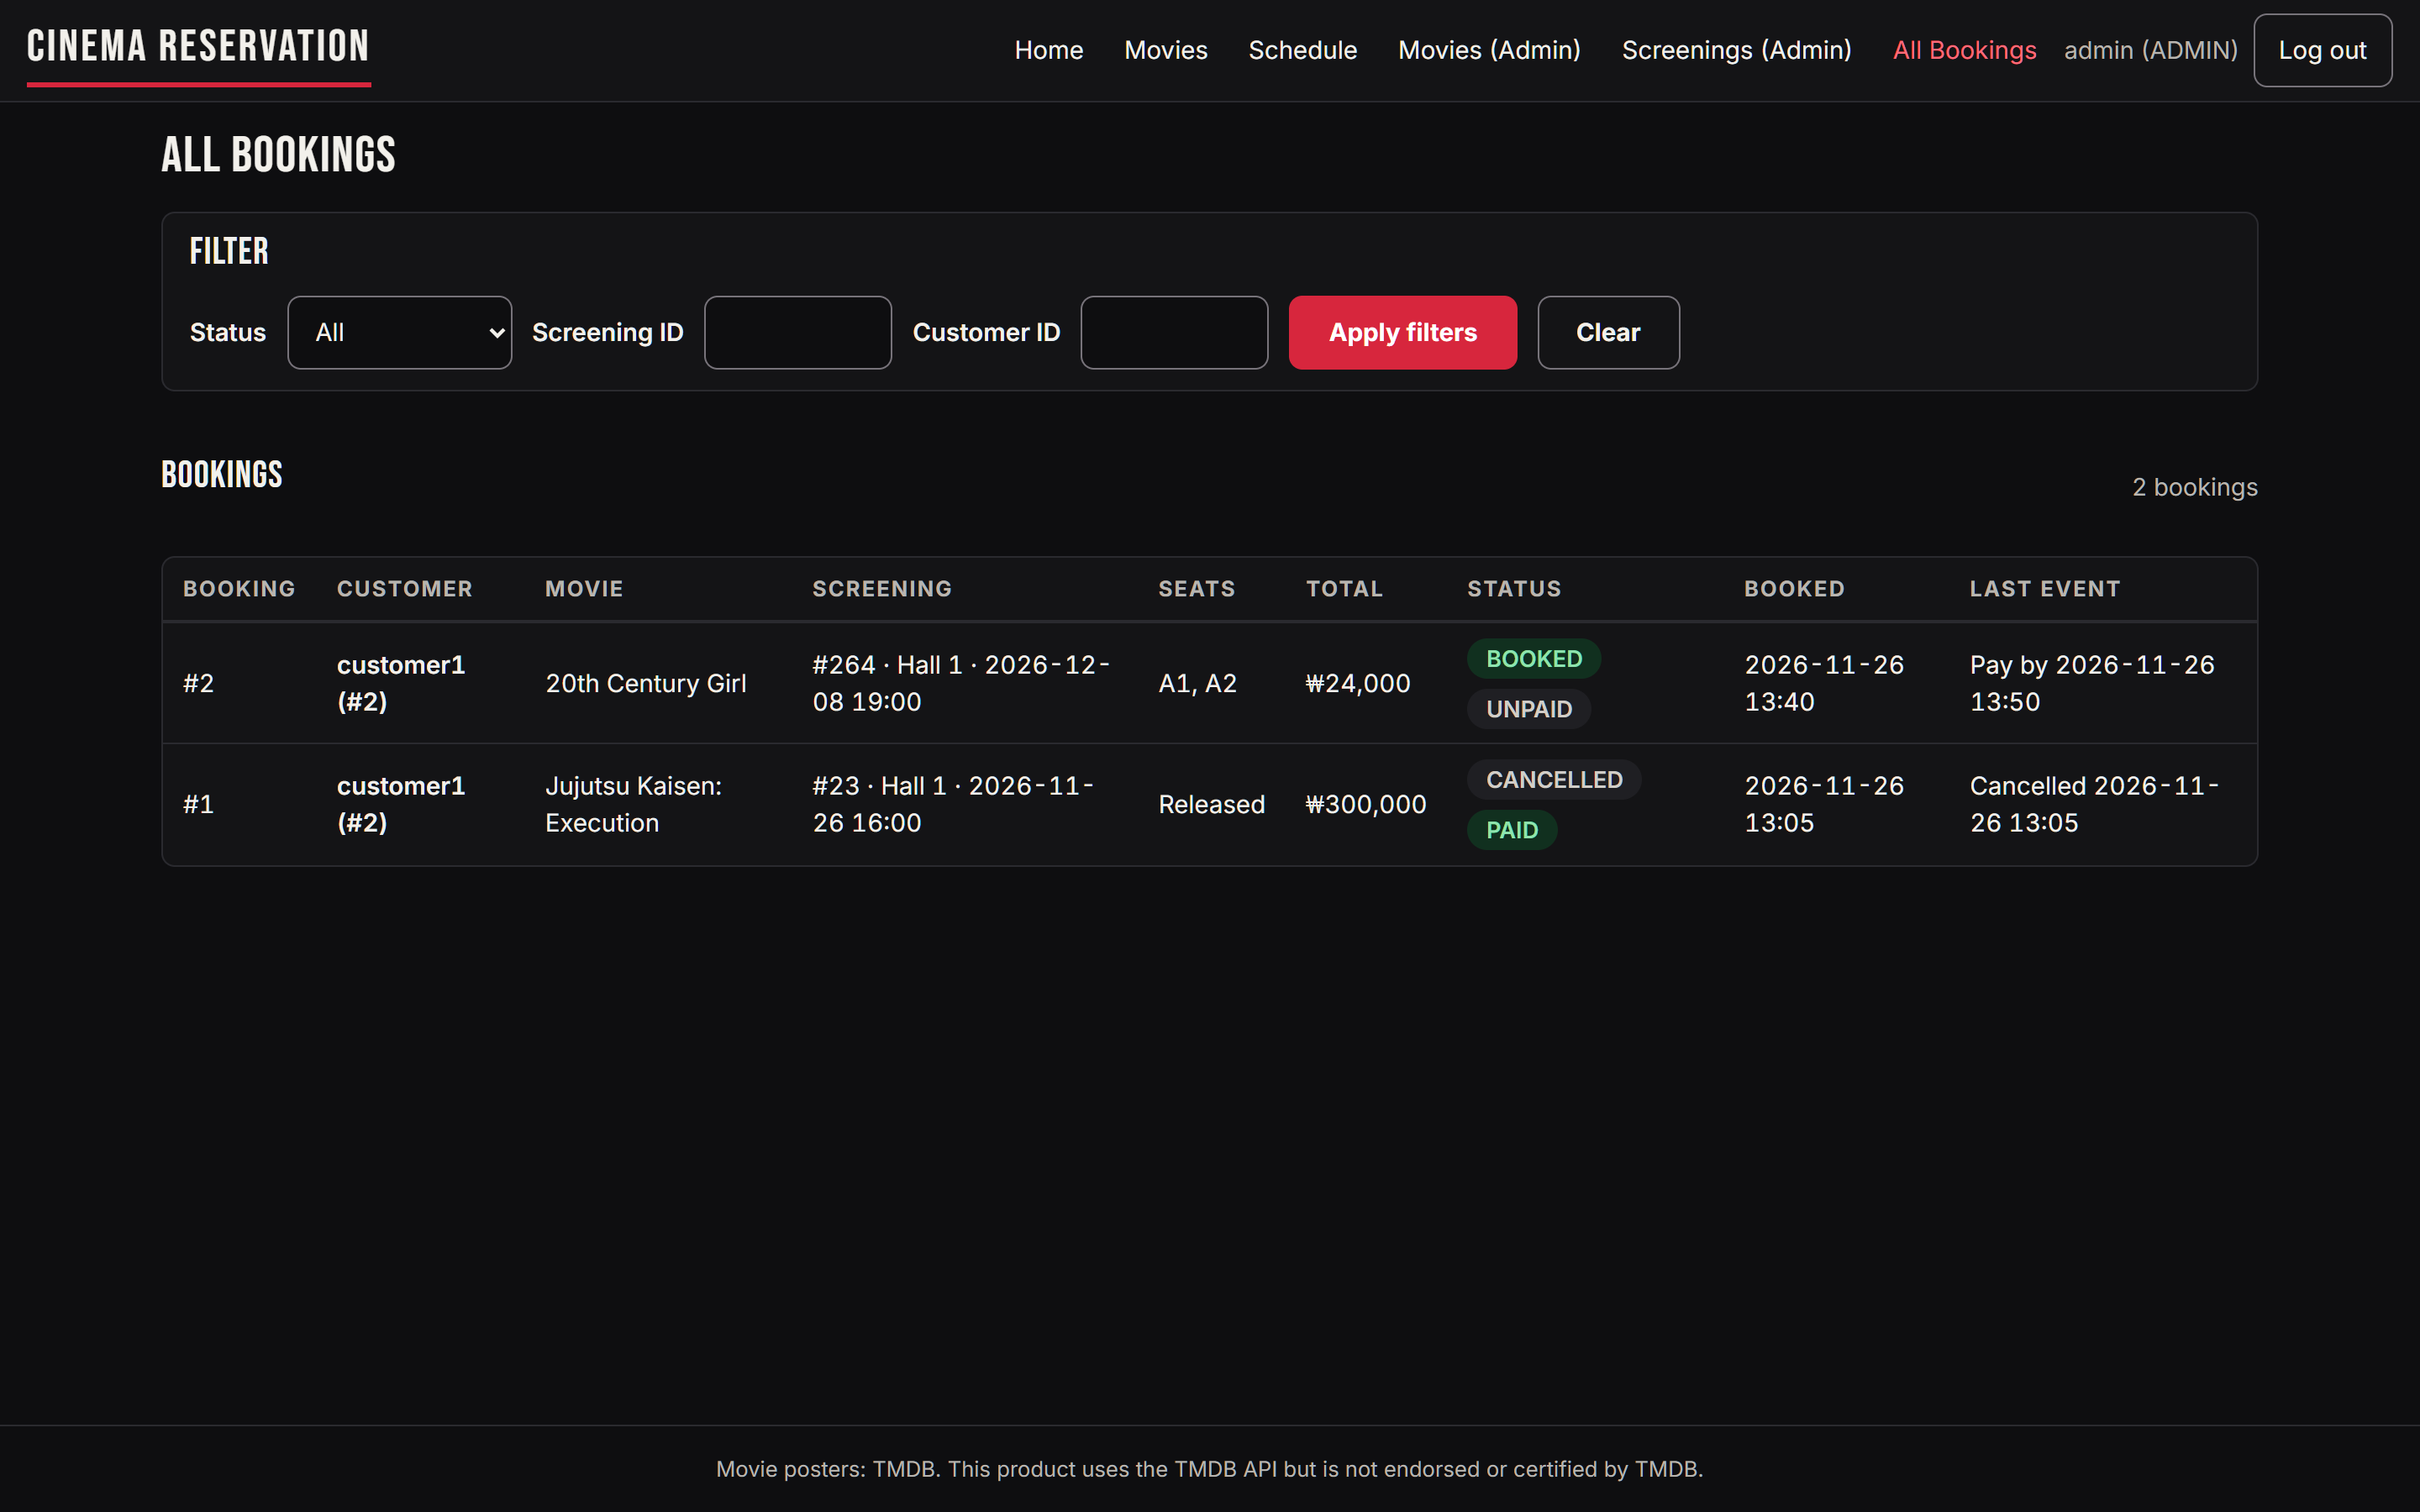 CINEMA RESERVATION
Home Movies Schedule Movies (Admin) Screenings (Admin) All Bookings admin (ADMIN) Log out
ALL BOOKINGS
FILTER
Status All Screening ID Customer ID Apply filters Clear
BOOKINGS
2 bookings
BOOKING CUSTOMER MOVIE SCREENING SEATS TOTAL STATUS BOOKED LAST EVENT
#2
customer1
(#2)
20th Century Girl
#264 · Hall 1 · 2026-12-
08 19:00
A1, A2
₩24,000
BOOKED
UNPAID
2026-11-26
13:40
Pay by 2026-11-26
13:50
#1
customer1
(#2)
Jujutsu Kaisen:
Execution
#23 · Hall 1 · 2026-11-
26 16:00
Released
₩300,000
CANCELLED
PAID
2026-11-26
13:05
Cancelled 2026-11-
26 13:05
Movie posters: TMDB. This product uses the TMDB API but is not endorsed or certified by TMDB.